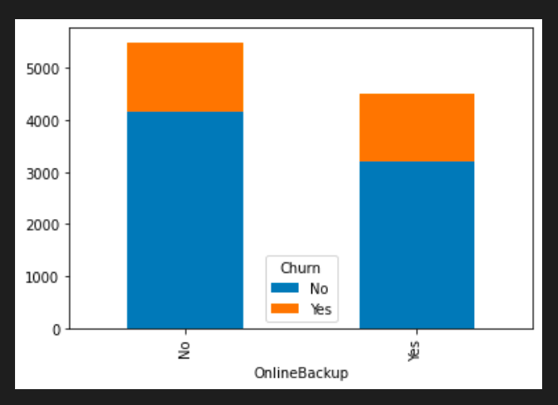 5000
4000
3000
2000
1000
0
Churn
No
Yes
No
Yes
OnlineBackup